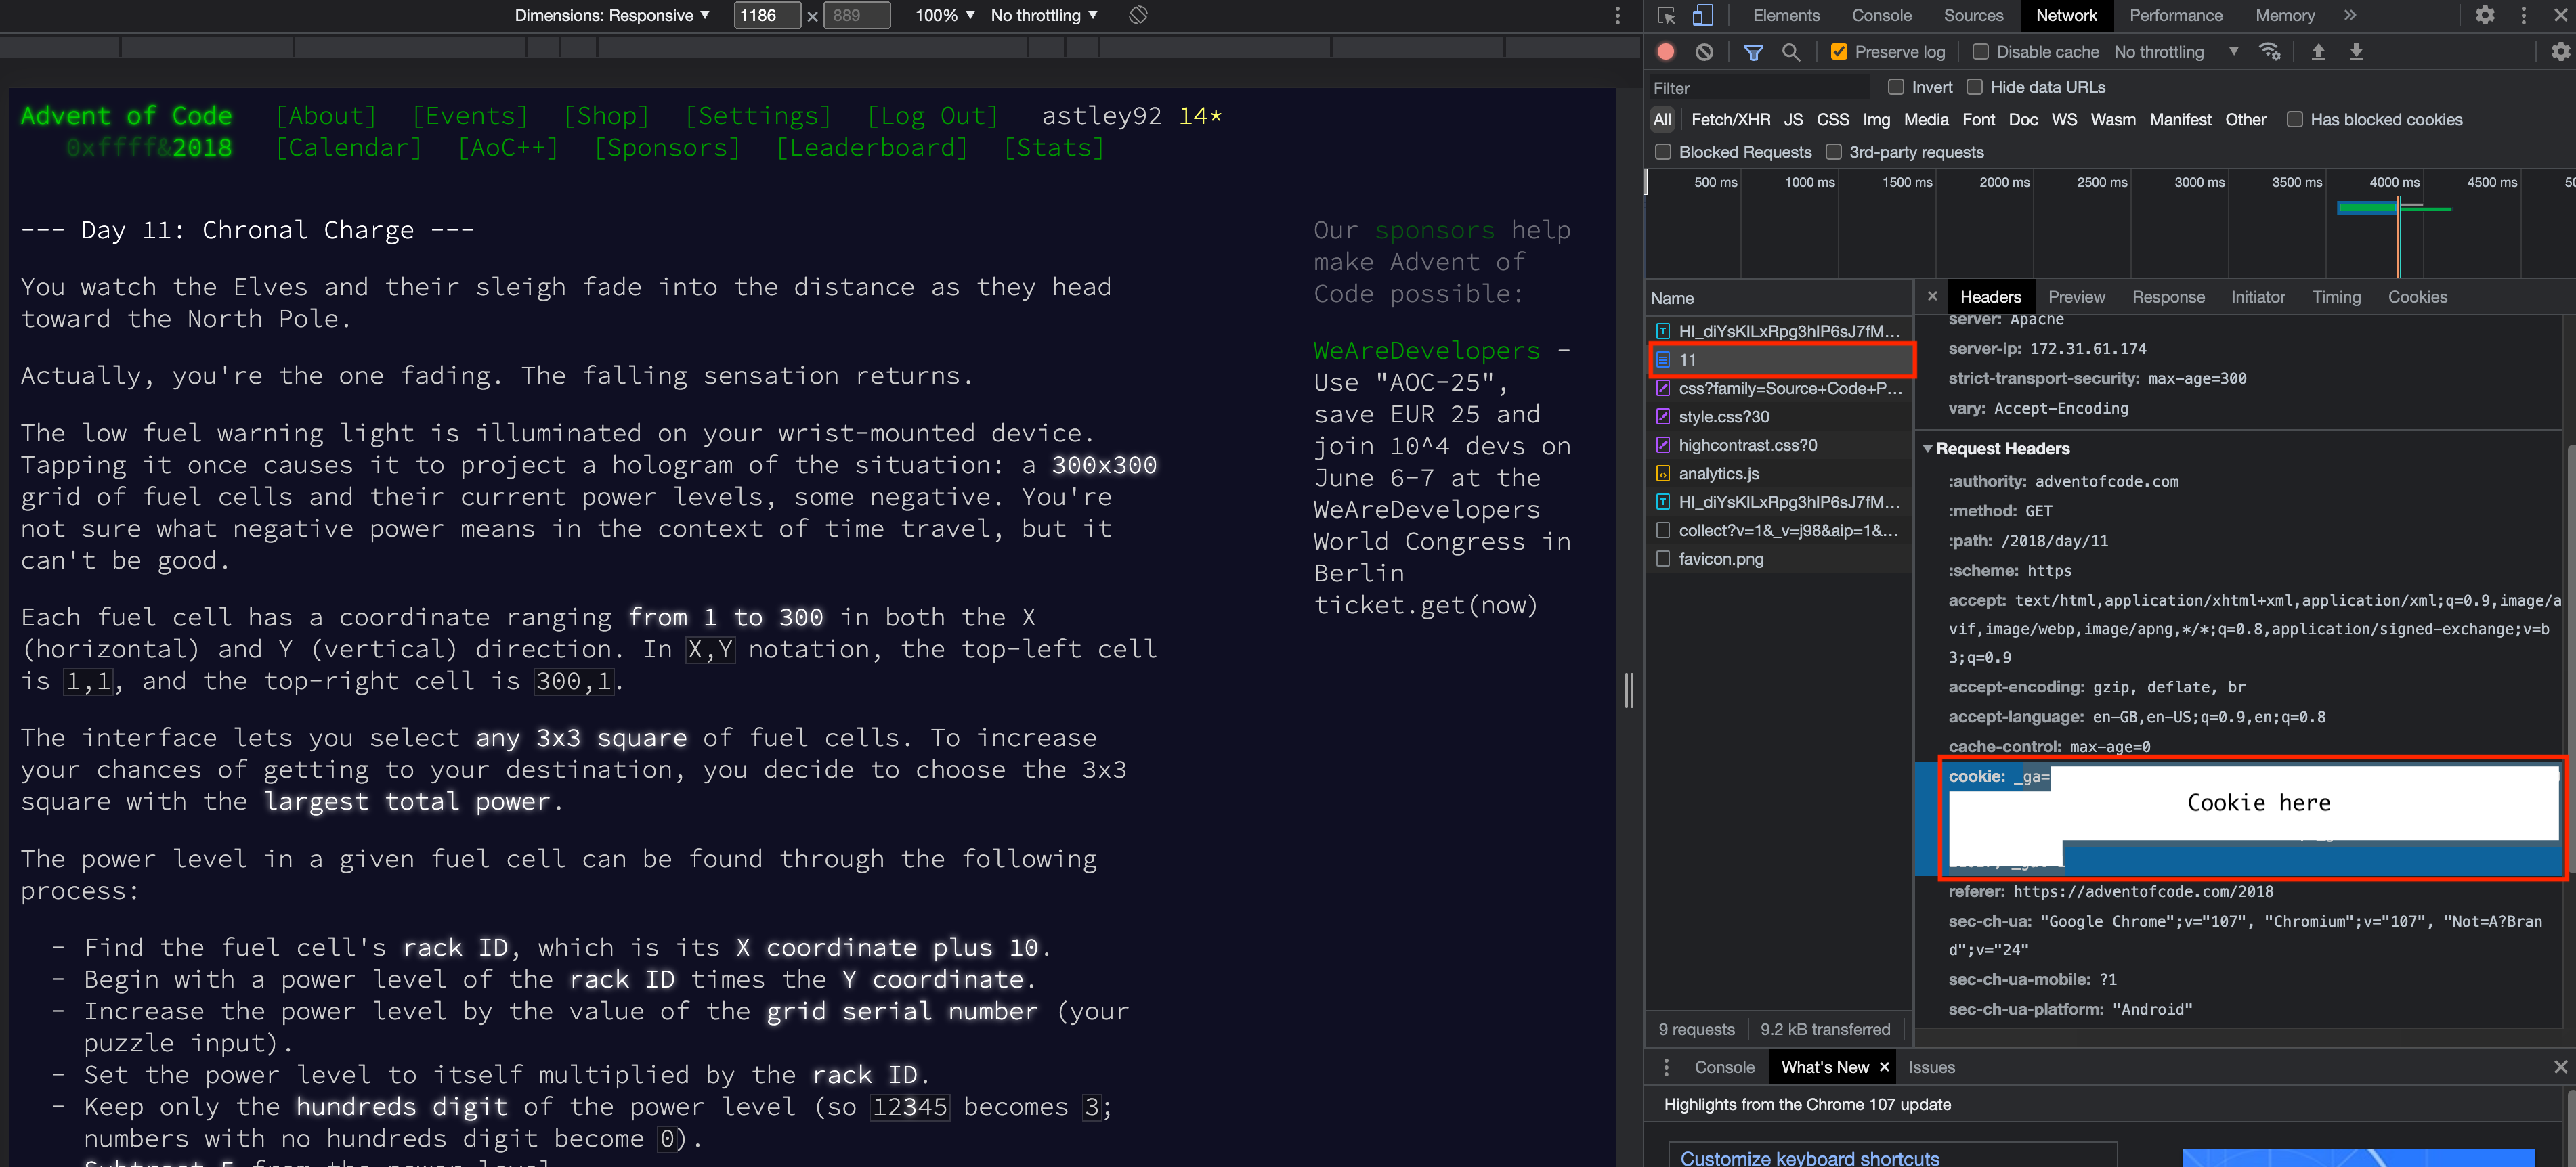 Dimensions: Responsive ▼ 1186 × 889 100% ▼ No throttling ▼
Advent of Code [About] [Events] [Shop] [Settings] [Log Out] astley92 14*
0xffff&2018 [Calendar] [AoC++] [Sponsors] [Leaderboard] [Stats]
--- Day 11: Chronal Charge ---
You watch the Elves and their sleigh fade into the distance as they head
toward the North Pole.
Actually, you're the one fading. The falling sensation returns.
The low fuel warning light is illuminated on your wrist-mounted device.
Tapping it once causes it to project a hologram of the situation: a 300x300
grid of fuel cells and their current power levels, some negative. You're
not sure what negative power means in the context of time travel, but it
can't be good.
Each fuel cell has a coordinate ranging from 1 to 300 in both the X
(horizontal) and Y (vertical) direction. In X,Y notation, the top-left cell
is 1,1, and the top-right cell is 300,1.
The interface lets you select any 3x3 square of fuel cells. To increase
your chances of getting to your destination, you decide to choose the 3x3
square with the largest total power.
The power level in a given fuel cell can be found through the following
process:
- Find the fuel cell's rack ID, which is its X coordinate plus 10.
- Begin with a power level of the rack ID times the Y coordinate.
- Increase the power level by the value of the grid serial number (your
puzzle input).
- Set the power level to itself multiplied by the rack ID.
- Keep only the hundreds digit of the power level (so 12345 becomes 3;
numbers with no hundreds digit become 0).
- Subtract 5 from the power level.
Our sponsors help
make Advent of
Code possible:
WeAreDevelopers -
Use "AOC-25",
save EUR 25 and
join 10^4 devs on
June 6-7 at the
WeAreDevelopers
World Congress in
Berlin
ticket.get(now)
Elements Console Sources Network Performance Memory »
Preserve log Disable cache No throttling ▼
Filter Invert Hide data URLs
All Fetch/XHR JS CSS Img Media Font Doc WS Wasm Manifest Other Has blocked cookies
Blocked Requests 3rd-party requests
500 ms 1000 ms 1500 ms 2000 ms 2500 ms 3000 ms 3500 ms 4000 ms 4500 ms
Name
HI_diYsKILxRpg3hIP6sJ7fM…
11
css?family=Source+Code+P…
style.css?30
highcontrast.css?0
analytics.js
HI_diYsKILxRpg3hIP6sJ7fM…
collect?v=1&_v=j98&aip=1&…
favicon.png
9 requests 9.2 kB transferred
× Headers Preview Response Initiator Timing Cookies
server: Apache
server-ip: 172.31.61.174
strict-transport-security: max-age=300
vary: Accept-Encoding
▼ Request Headers
:authority: adventofcode.com
:method: GET
:path: /2018/day/11
:scheme: https
accept: text/html,application/xhtml+xml,application/xml;q=0.9,image/a
vif,image/webp,image/apng,*/*;q=0.8,application/signed-exchange;v=b
3;q=0.9
accept-encoding: gzip, deflate, br
accept-language: en-GB,en-US;q=0.9,en;q=0.8
cache-control: max-age=0
cookie: _ga=
Cookie here
referer: https://adventofcode.com/2018
sec-ch-ua: "Google Chrome";v="107", "Chromium";v="107", "Not=A?Bran
d";v="24"
sec-ch-ua-mobile: ?1
sec-ch-ua-platform: "Android"
Console What's New × Issues
Highlights from the Chrome 107 update
Customize keyboard shortcuts